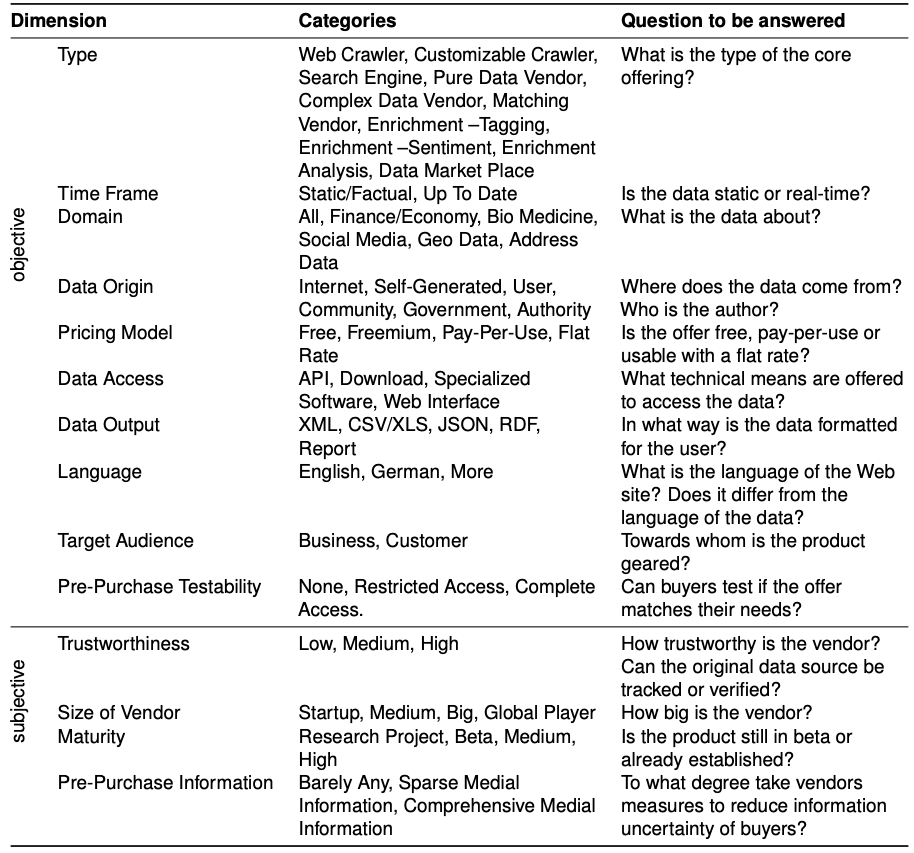 Dimension Categories Question to be answered
objective
Type Web Crawler, Customizable Crawler, What is the type of the core
Search Engine, Pure Data Vendor, offering?
Complex Data Vendor, Matching
Vendor, Enrichment –Tagging,
Enrichment –Sentiment, Enrichment
Analysis, Data Market Place
Time Frame Static/Factual, Up To Date Is the data static or real-time?
Domain All, Finance/Economy, Bio Medicine, What is the data about?
Social Media, Geo Data, Address
Data
Data Origin Internet, Self-Generated, User, Where does the data come from?
Community, Government, Authority Who is the author?
Pricing Model Free, Freemium, Pay-Per-Use, Flat Is the offer free, pay-per-use or
Rate usable with a flat rate?
Data Access API, Download, Specialized What technical means are offered
Software, Web Interface to access the data?
Data Output XML, CSV/XLS, JSON, RDF, In what way is the data formatted
Report for the user?
Language English, German, More What is the language of the Web
site? Does it differ from the
language of the data?
Target Audience Business, Customer Towards whom is the product
geared?
Pre-Purchase Testability None, Restricted Access, Complete Can buyers test if the offer
Access. matches their needs?
subjective
Trustworthiness Low, Medium, High How trustworthy is the vendor?
Can the original data source be
tracked or verified?
Size of Vendor Startup, Medium, Big, Global Player How big is the vendor?
Maturity Research Project, Beta, Medium, Is the product still in beta or
High already established?
Pre-Purchase Information Barely Any, Sparse Medial To what degree take vendors
Information, Comprehensive Medial measures to reduce information
Information uncertainty of buyers?